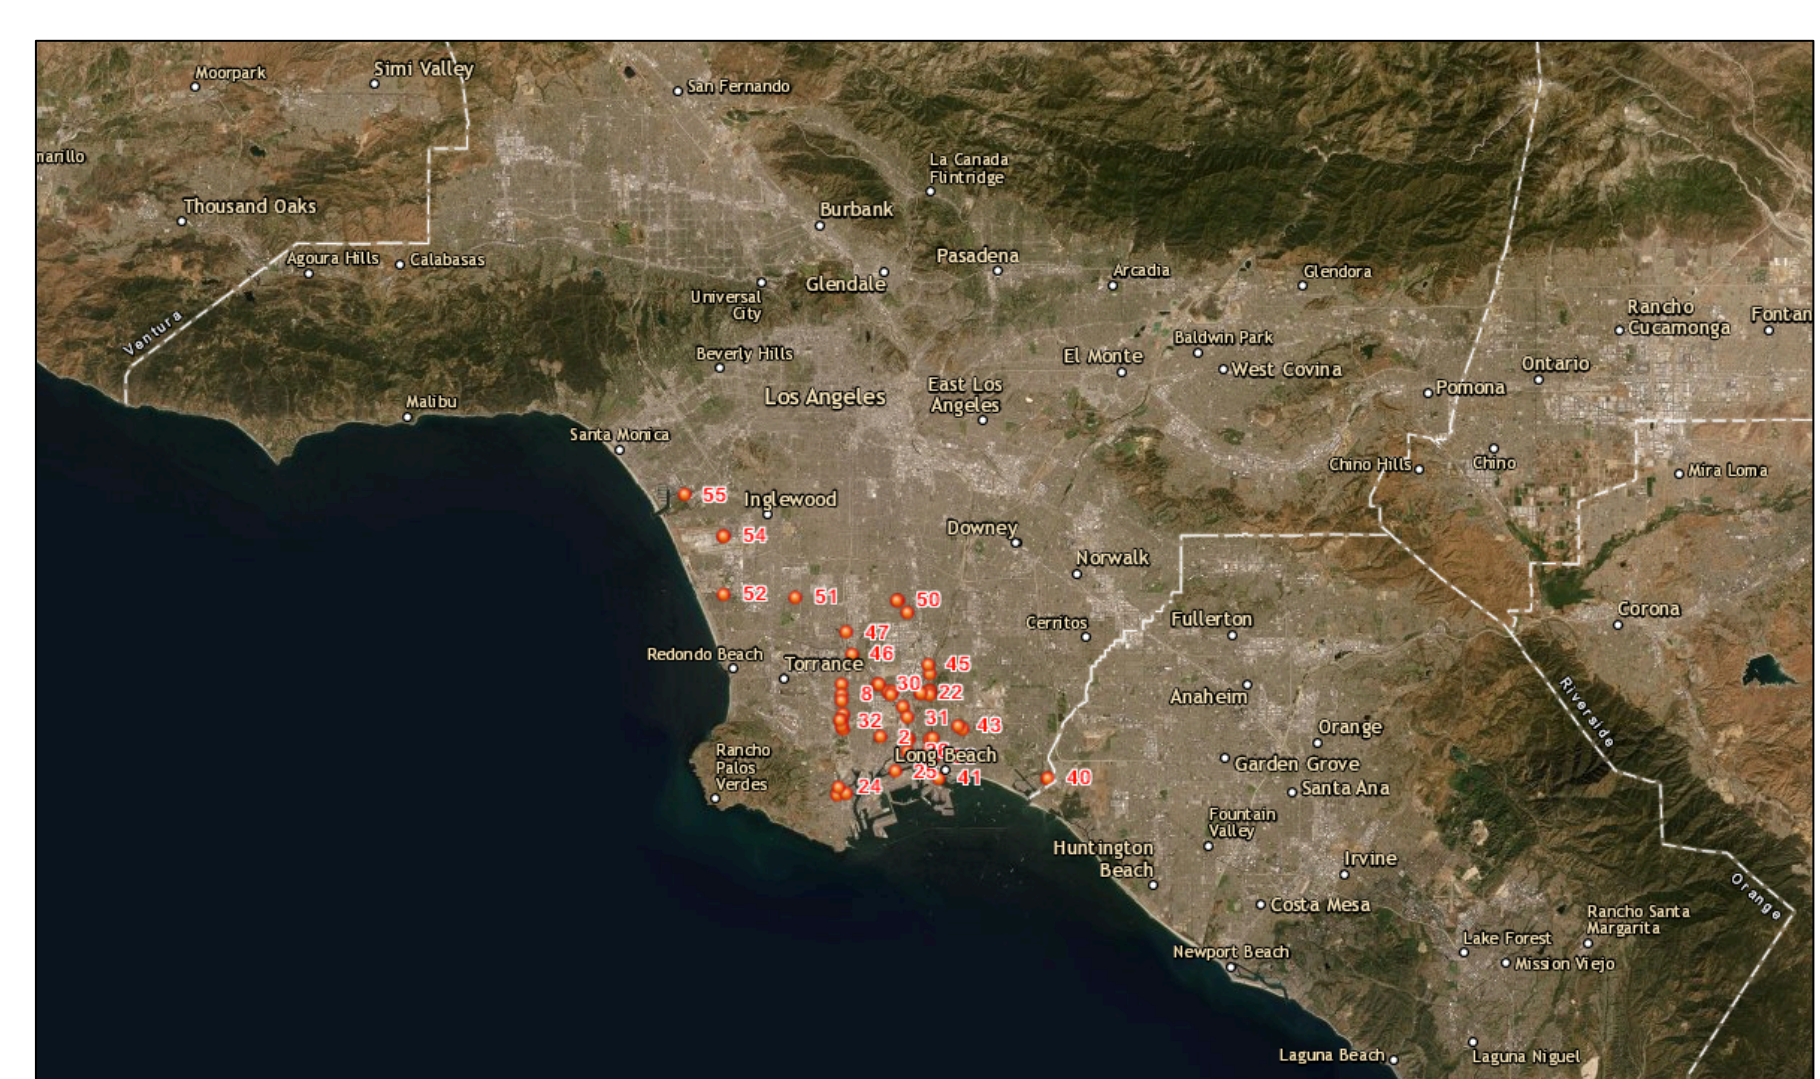 Moorpark
Simi Valley
San Fernando
marillo
La Canada
Flintridge
Thousand Oaks
Burbank
Agoura Hills
Calabasas
Pasadena
Glendale
Arcadia
Glendora
Universal
City
Rancho
Cucamonga
Fontan
Ventura
Baldwin Park
Beverly Hills
El Monte
West Covina
Ontario
Los Angeles
East Los
Angeles
Pomona
Malibu
Santa Monica
Chino Hills
Chino
Mira Loma
55
Inglewood
54
Downey
Norwalk
52
51
50
Cerritos
Fullerton
Corona
47
46
Redondo Beach
Torrance
45
8
30
22
Anaheim
Riverside
32
31
43
Orange
2
Rancho
Palos
Verdes
Long Beach
25
41
40
Garden Grove
24
Santa Ana
Fountain
Valley
Huntington
Beach
Irvine
Orange
Costa Mesa
Rancho Santa
Margarita
Lake Forest
Newport Beach
Mission Viejo
Laguna Beach
Laguna Niguel